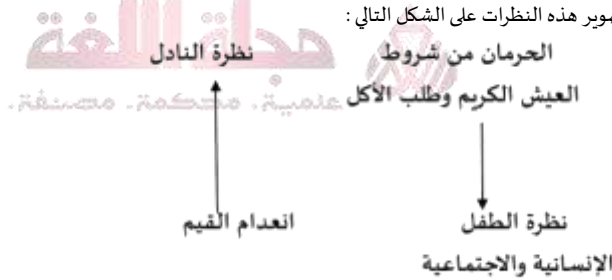 هذه النظرات على الشكل التالي :
الحرمان من شروط نظرة النادل
العيش الكريم وطلب الأكل
مجلة اللغة
علمية . محكمة . مصنفة .
نظرة الطفل انعدام القيم
الإنسانية والاجتماعية